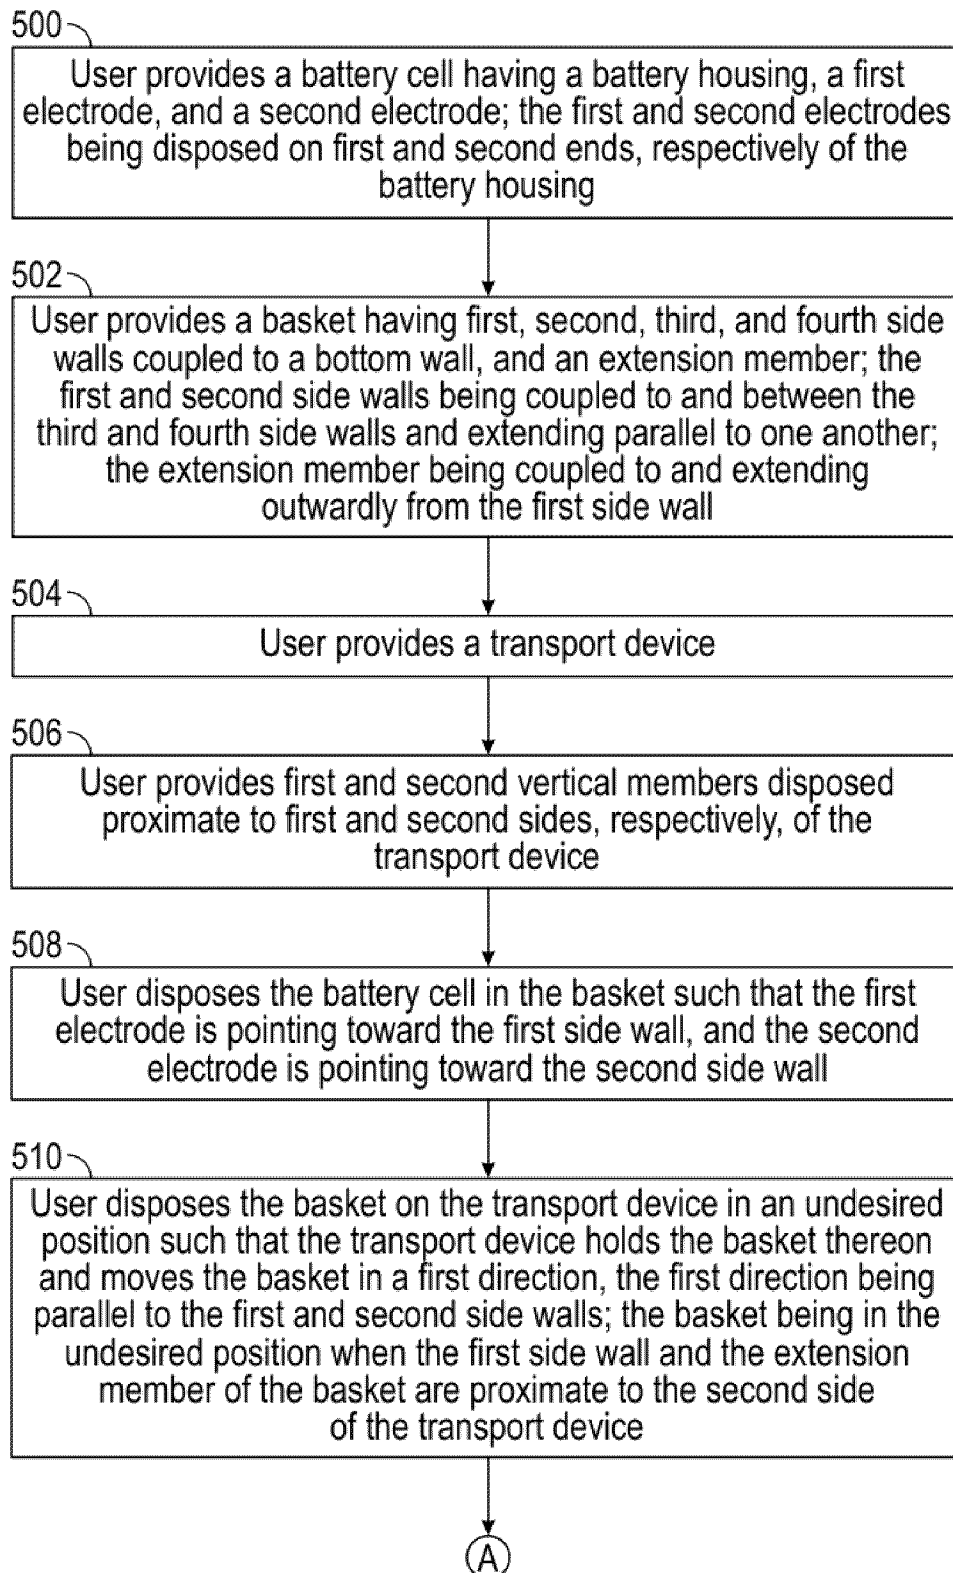 500
User provides a battery cell having a battery housing, a first
electrode, and a second electrode; the first and second electrodes
being disposed on first and second ends, respectively of the
battery housing
502
User provides a basket having first, second, third, and fourth side
walls coupled to a bottom wall, and an extension member; the
first and second side walls being coupled to and between the
third and fourth side walls and extending parallel to one another;
the extension member being coupled to and extending
outwardly from the first side wall
504
User provides a transport device
506
User provides first and second vertical members disposed
proximate to first and second sides, respectively, of the
transport device
508
User disposes the battery cell in the basket such that the first
electrode is pointing toward the first side wall, and the second
electrode is pointing toward the second side wall
510
User disposes the basket on the transport device in an undesired
position such that the transport device holds the basket thereon
and moves the basket in a first direction, the first direction being
parallel to the first and second side walls; the basket being in the
undesired position when the first side wall and the extension
member of the basket are proximate to the second side
of the transport device
A